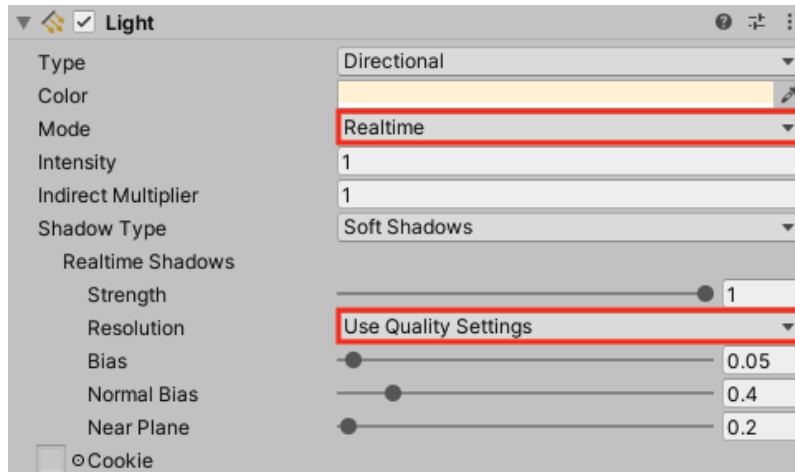 Light
Type Directional
Color
Mode Realtime
Intensity 1
Indirect Multiplier 1
Shadow Type Soft Shadows
Realtime Shadows
Strength 1
Resolution Use Quality Settings
Bias 0.05
Normal Bias 0.4
Near Plane 0.2
Cookie